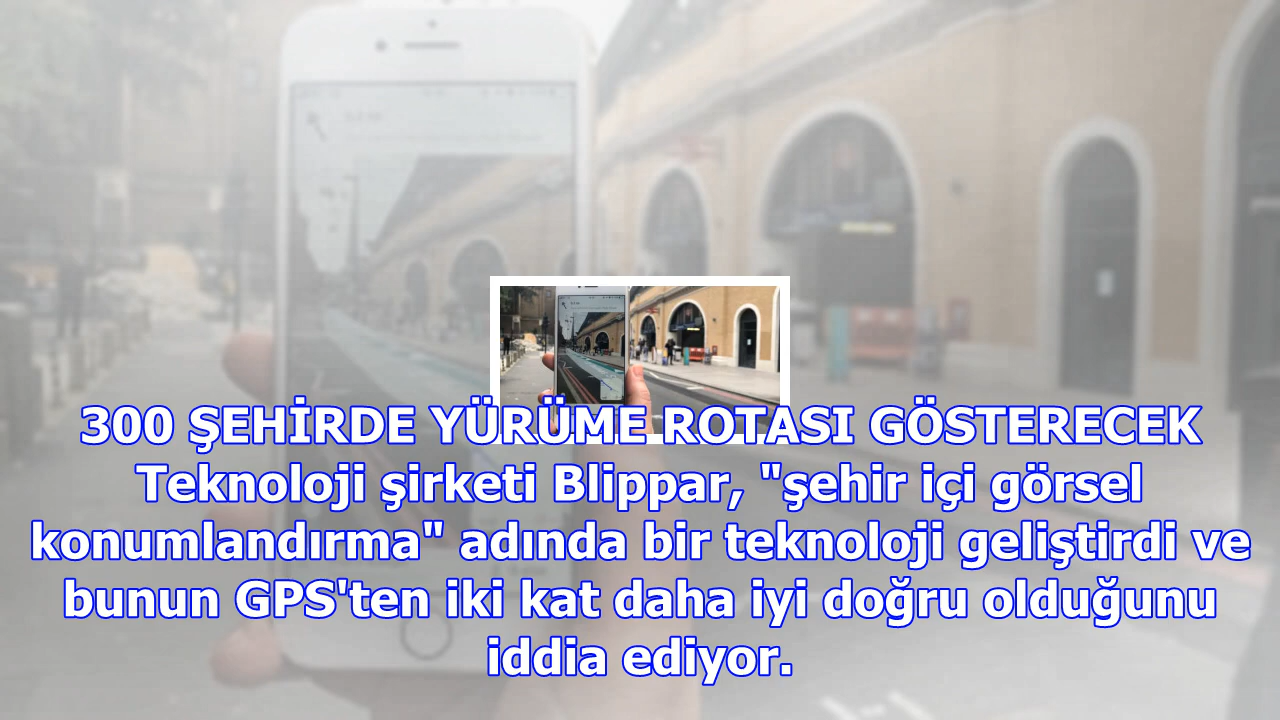 300 ŞEHİRDE YÜRÜME ROTASI GÖSTERECEK
Teknoloji şirketi Blippar, "şehir içi görsel
konumlandırma" adında bir teknoloji geliştirdi ve
bunun GPS'ten iki kat daha iyi doğru olduğunu
iddia ediyor.